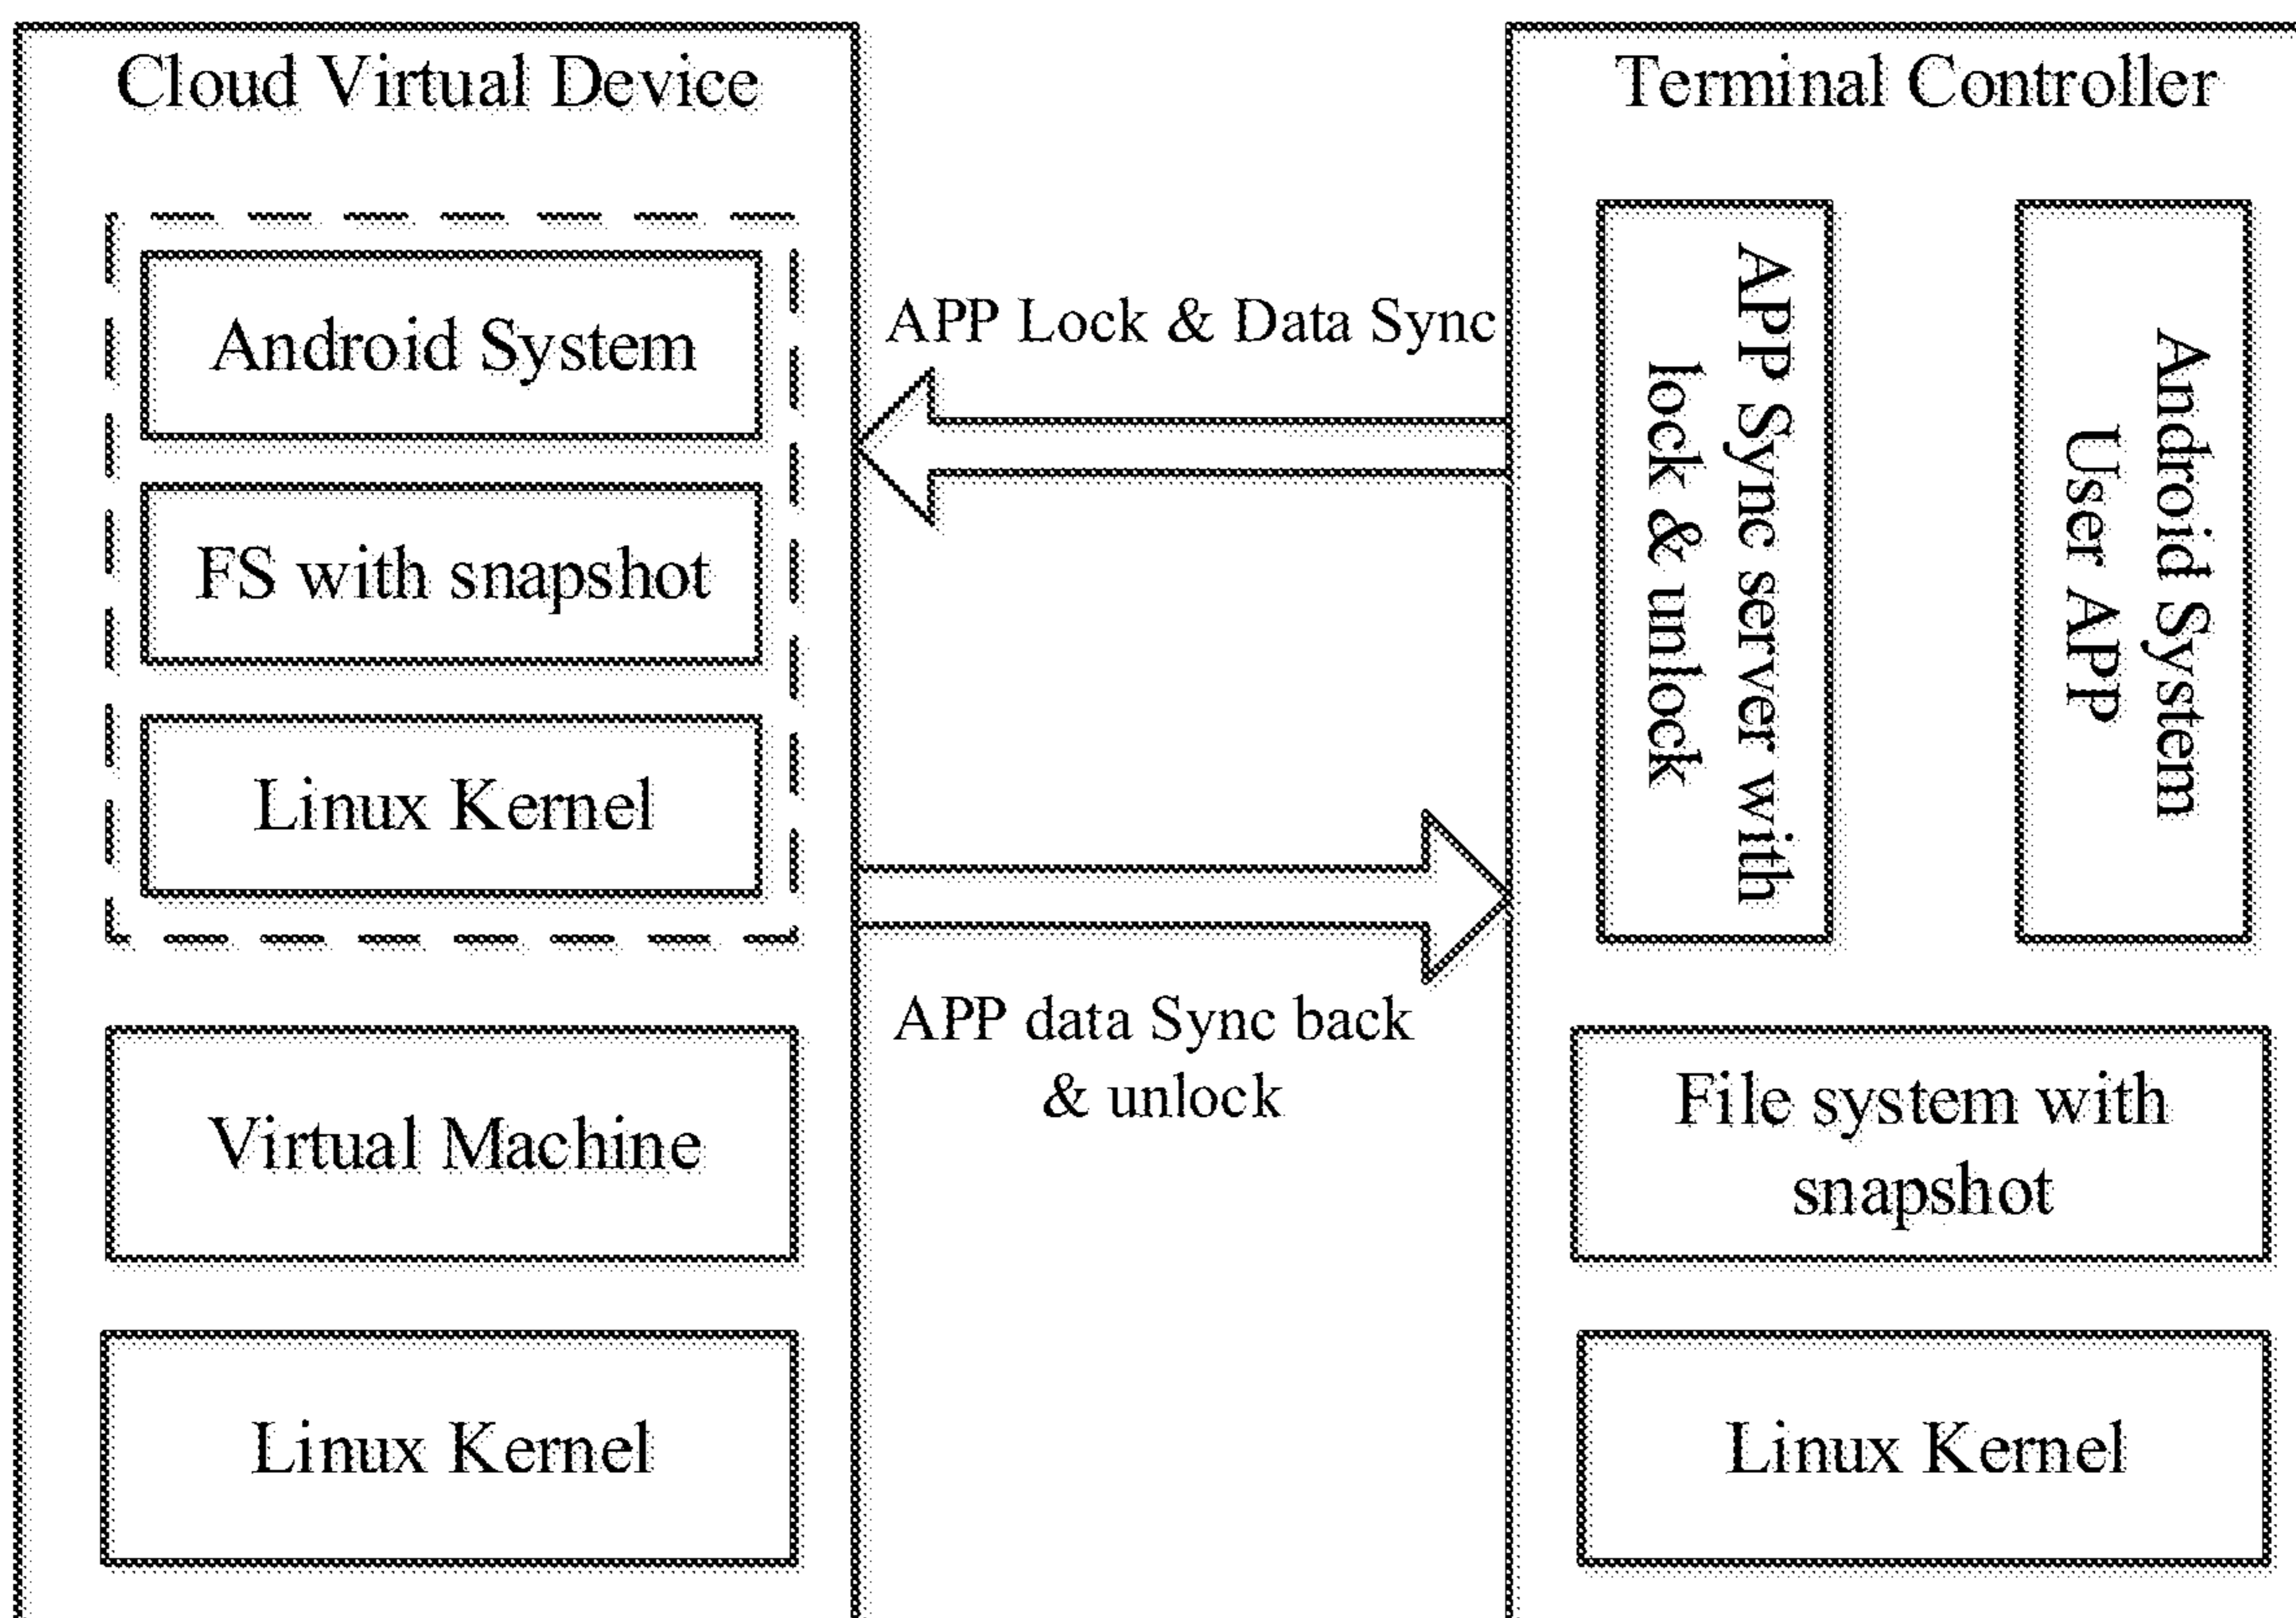 Cloud Virtual Device
Android System
FS with snapshot
Linux Kernel
Virtual Machine
Linux Kernel
APP Lock & Data Sync
APP data Sync back
& unlock
Terminal Controller
APP Sync server with
lock & unlock
Android System
User APP
File system with
snapshot
Linux Kernel